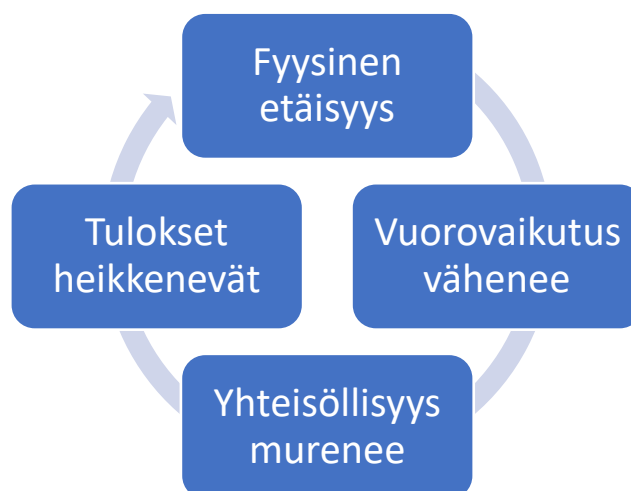 Fyysinen
etäisyys
Vuorovaikutus
vähenee
Yhteisöllisyys
murenee
Tulokset
heikkenevät